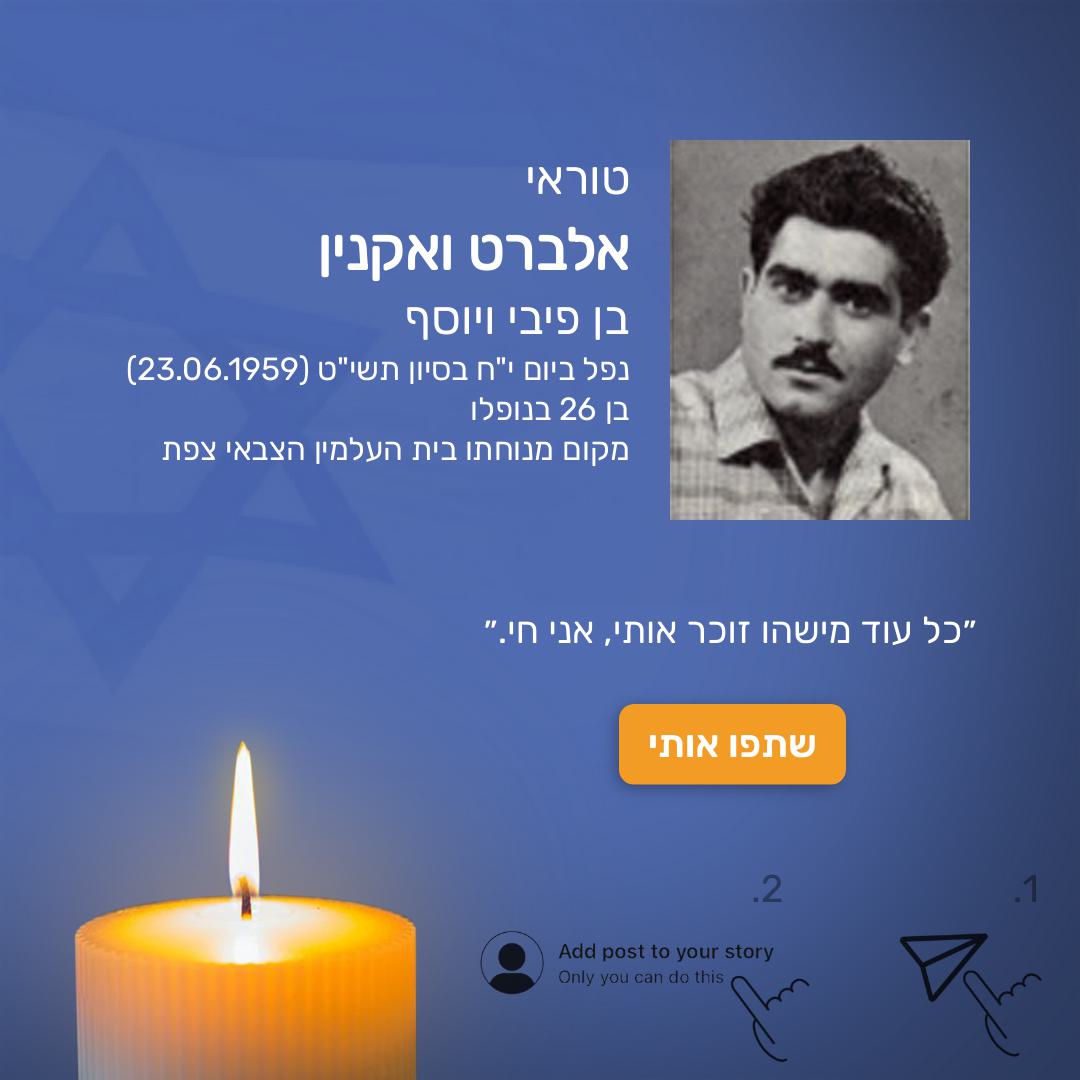 טוראי
אלברט ואקנין
בן פיבי ויוסף
נפל ביום י"ח בסיון תשי"ט (23.06.1959)
בן 26 בנופלו
מקום מנוחתו בית העלמין הצבאי צפת
״כל עוד מישהו זוכר אותי, אני חי.״
שתפו אותי
1.
2.
Add post to your story
Only you can do this